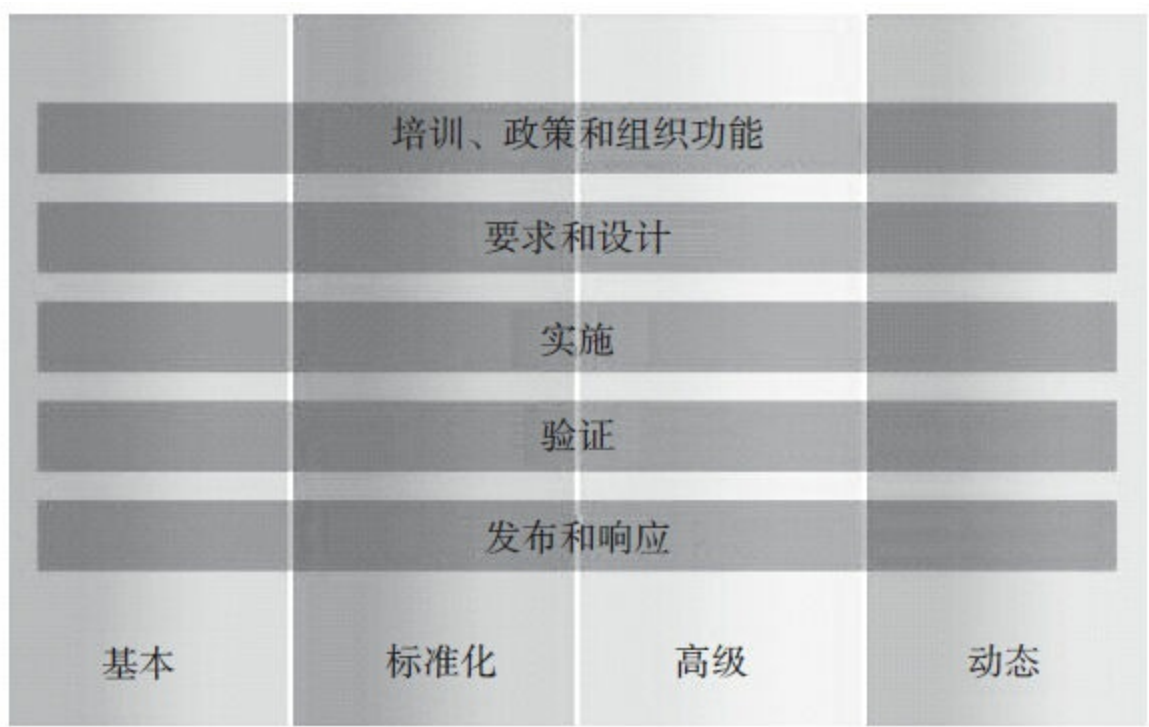 培训、政策和组织功能
要求和设计
实施
验证
发布和响应
基本 标准化 高级 动态